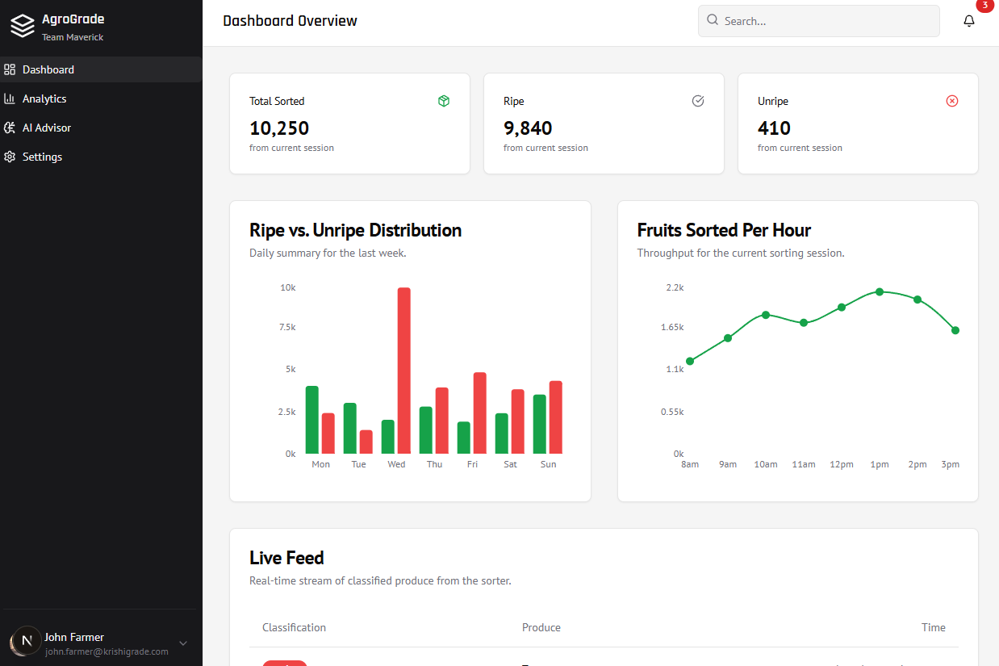 AgroGrade
Team Maverick
Dashboard
Analytics
AI Advisor
Settings
N
John Farmer
john.farmer@krishigrade.com
Dashboard Overview
Search...
3
Total Sorted
10,250
from current session
Ripe
9,840
from current session
Unripe
410
from current session
Ripe vs. Unripe Distribution
Daily summary for the last week.
10k
7.5k
5k
2.5k
0k
Mon Tue Wed Thu Fri Sat Sun
Fruits Sorted Per Hour
Throughput for the current sorting session.
2.2k
1.65k
1.1k
0.55k
0k
8am 9am 10am 11am 12pm 1pm 2pm 3pm
Live Feed
Real-time stream of classified produce from the sorter.
Classification Produce Time